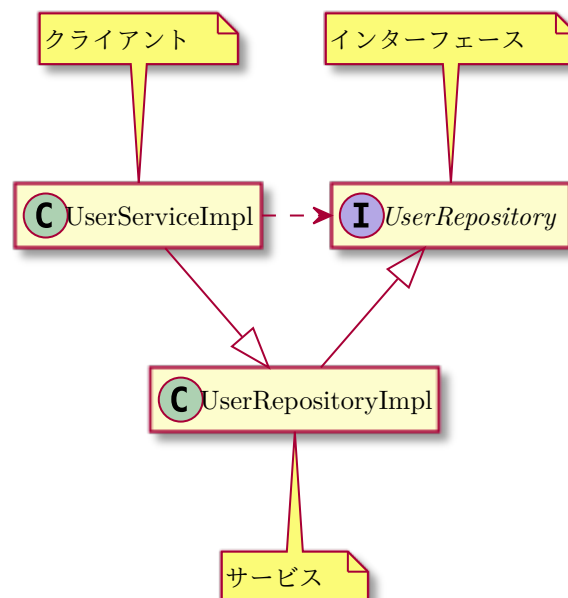 クライアント
インターフェース
C UserServiceImpl
I UserRepository
C UserRepositoryImpl
サービス